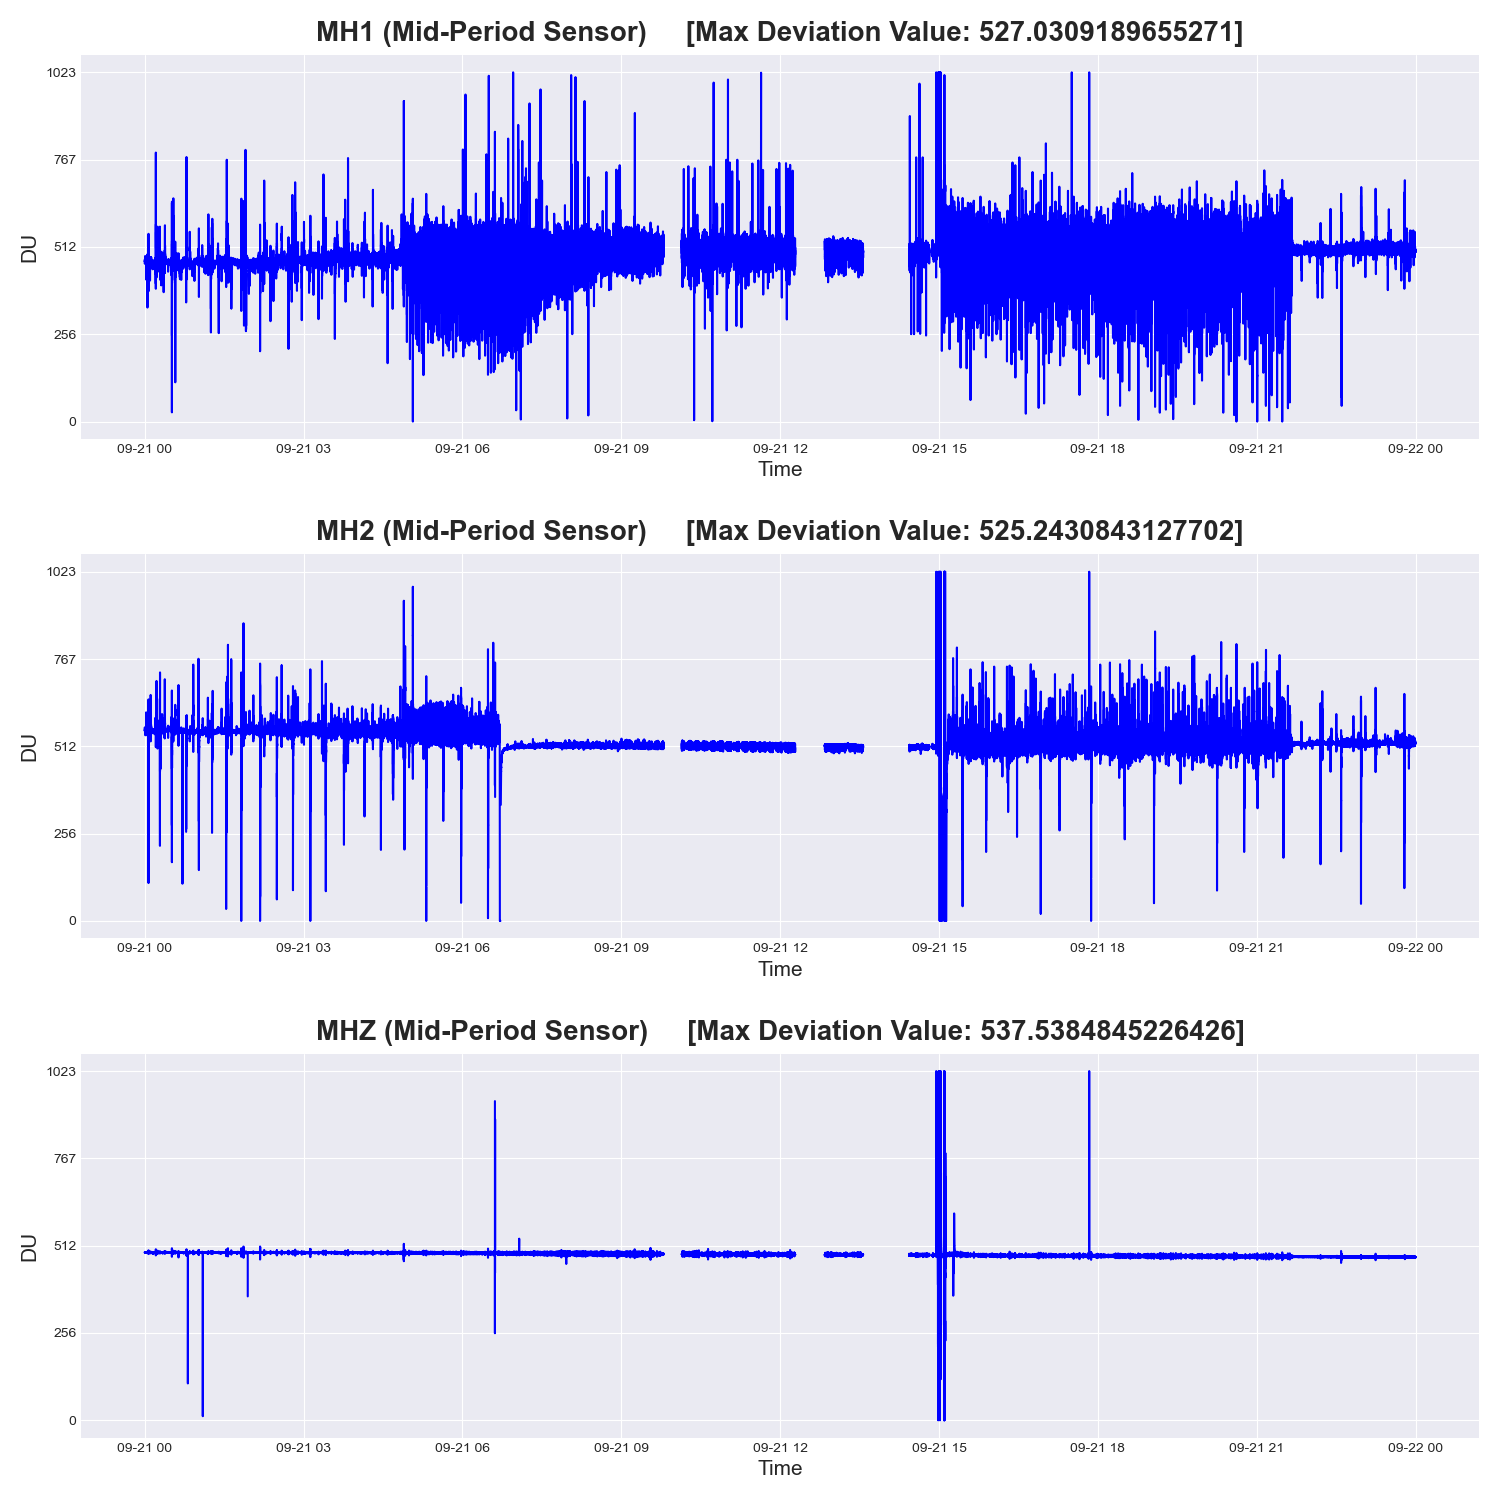 MH1 (Mid-Period Sensor) [Max Deviation Value: 527.0309189655271]
1023
767
512
256
0
DU
09-21 00 09-21 03 09-21 06 09-21 09 09-21 12 09-21 15 09-21 18 09-21 21 09-22 00
Time
MH2 (Mid-Period Sensor) [Max Deviation Value: 525.2430843127702]
1023
767
512
256
0
DU
09-21 00 09-21 03 09-21 06 09-21 09 09-21 12 09-21 15 09-21 18 09-21 21 09-22 00
Time
MHZ (Mid-Period Sensor) [Max Deviation Value: 537.5384845226426]
1023
767
512
256
0
DU
09-21 00 09-21 03 09-21 06 09-21 09 09-21 12 09-21 15 09-21 18 09-21 21 09-22 00
Time